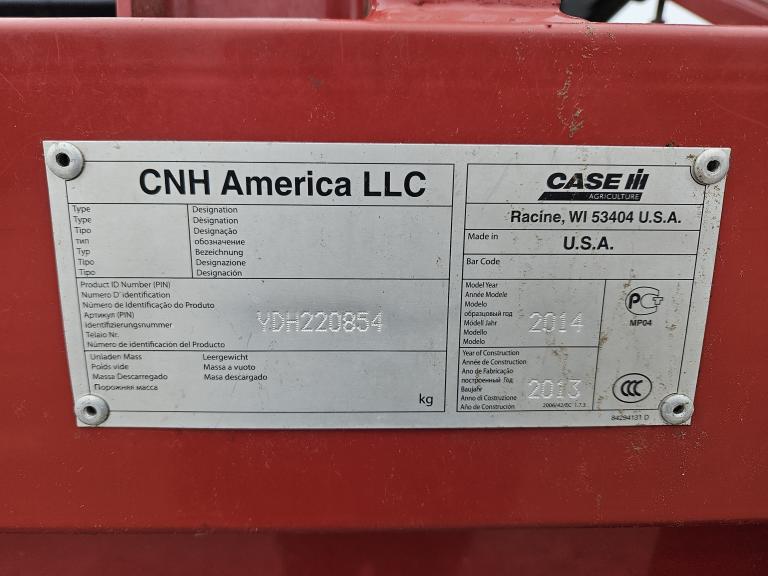 CNH America LLC
Type Designation
Type Dèsignation
Tipo Designação
тип обозначение
Typ Bezeichnung
Tipo Designazione
Tipo Designación
Product ID Number (PIN)
Numero D'identification
Número de Identificação do Produto
Артикул (PIN)
Identifizierungsnummer
Telaio Nr.
Número de identificación del Producto
YDH220854
Unladen Mass Leergewicht
Poids vide Massa a vuoto
Massa Descarregado Masa descargado
Порожняя масса
kg
CASE IH
AGRICULTURE
Racine, WI 53404 U.S.A.
Made in U.S.A.
Bar Code
Model Year
Année Modele
Modelo
образцовый год
Modell Jahr
Modello
Modelo
2014
MP04
Year of Construction
Année de Construction
Ano de Fabricação
построенный Год
Baujahr
Anno di Costruzione
Año de Construcion
2013
2006/42/EC 1.7.3
CCC
84294131 D